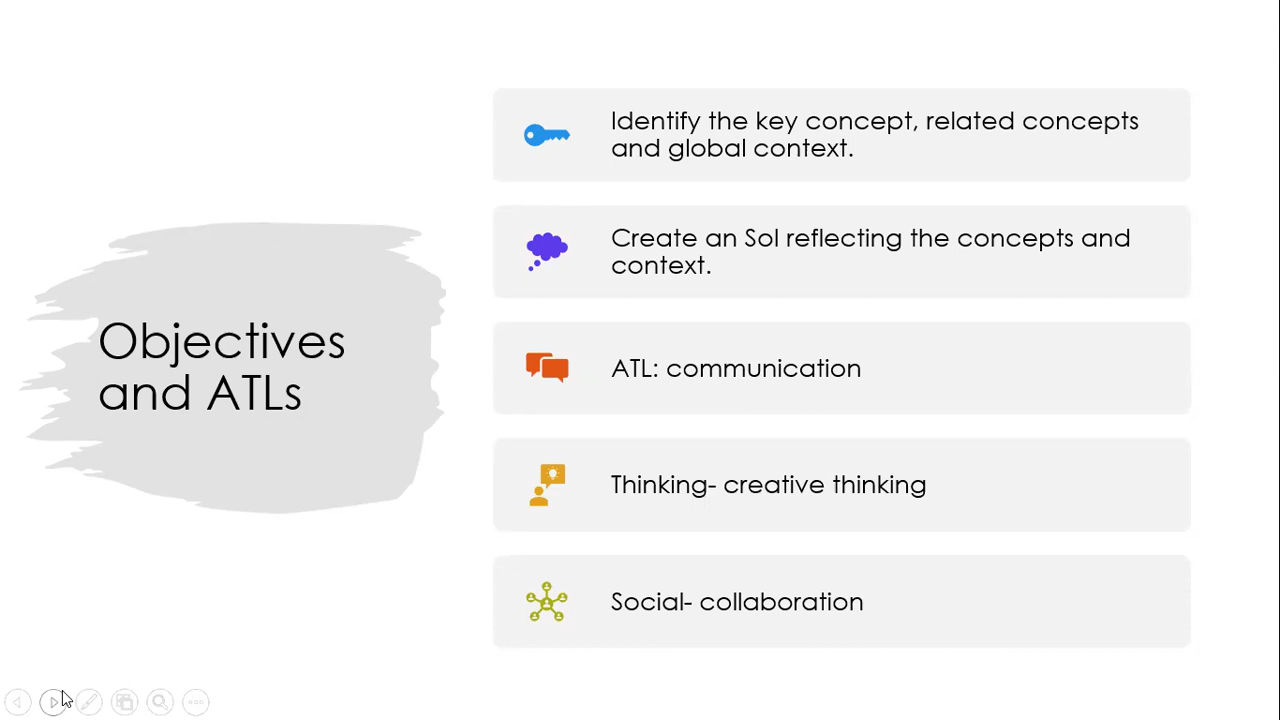 Objectives
and ATLs
Identify the key concept, related concepts
and global context.
Create an SoI reflecting the concepts and
context.
ATL: communication
Thinking- creative thinking
Social- collaboration